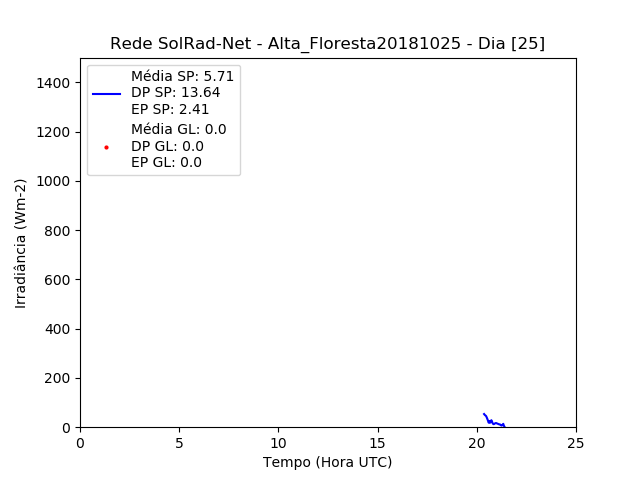 Rede SolRad-Net - Alta_Floresta20181025 - Dia [25]
Média SP: 5.71
DP SP: 13.64
EP SP: 2.41
Média GL: 0.0
DP GL: 0.0
EP GL: 0.0
1400
1200
1000
800
600
400
200
0
Irradiância (Wm-2)
0 5 10 15 20 25
Tempo (Hora UTC)